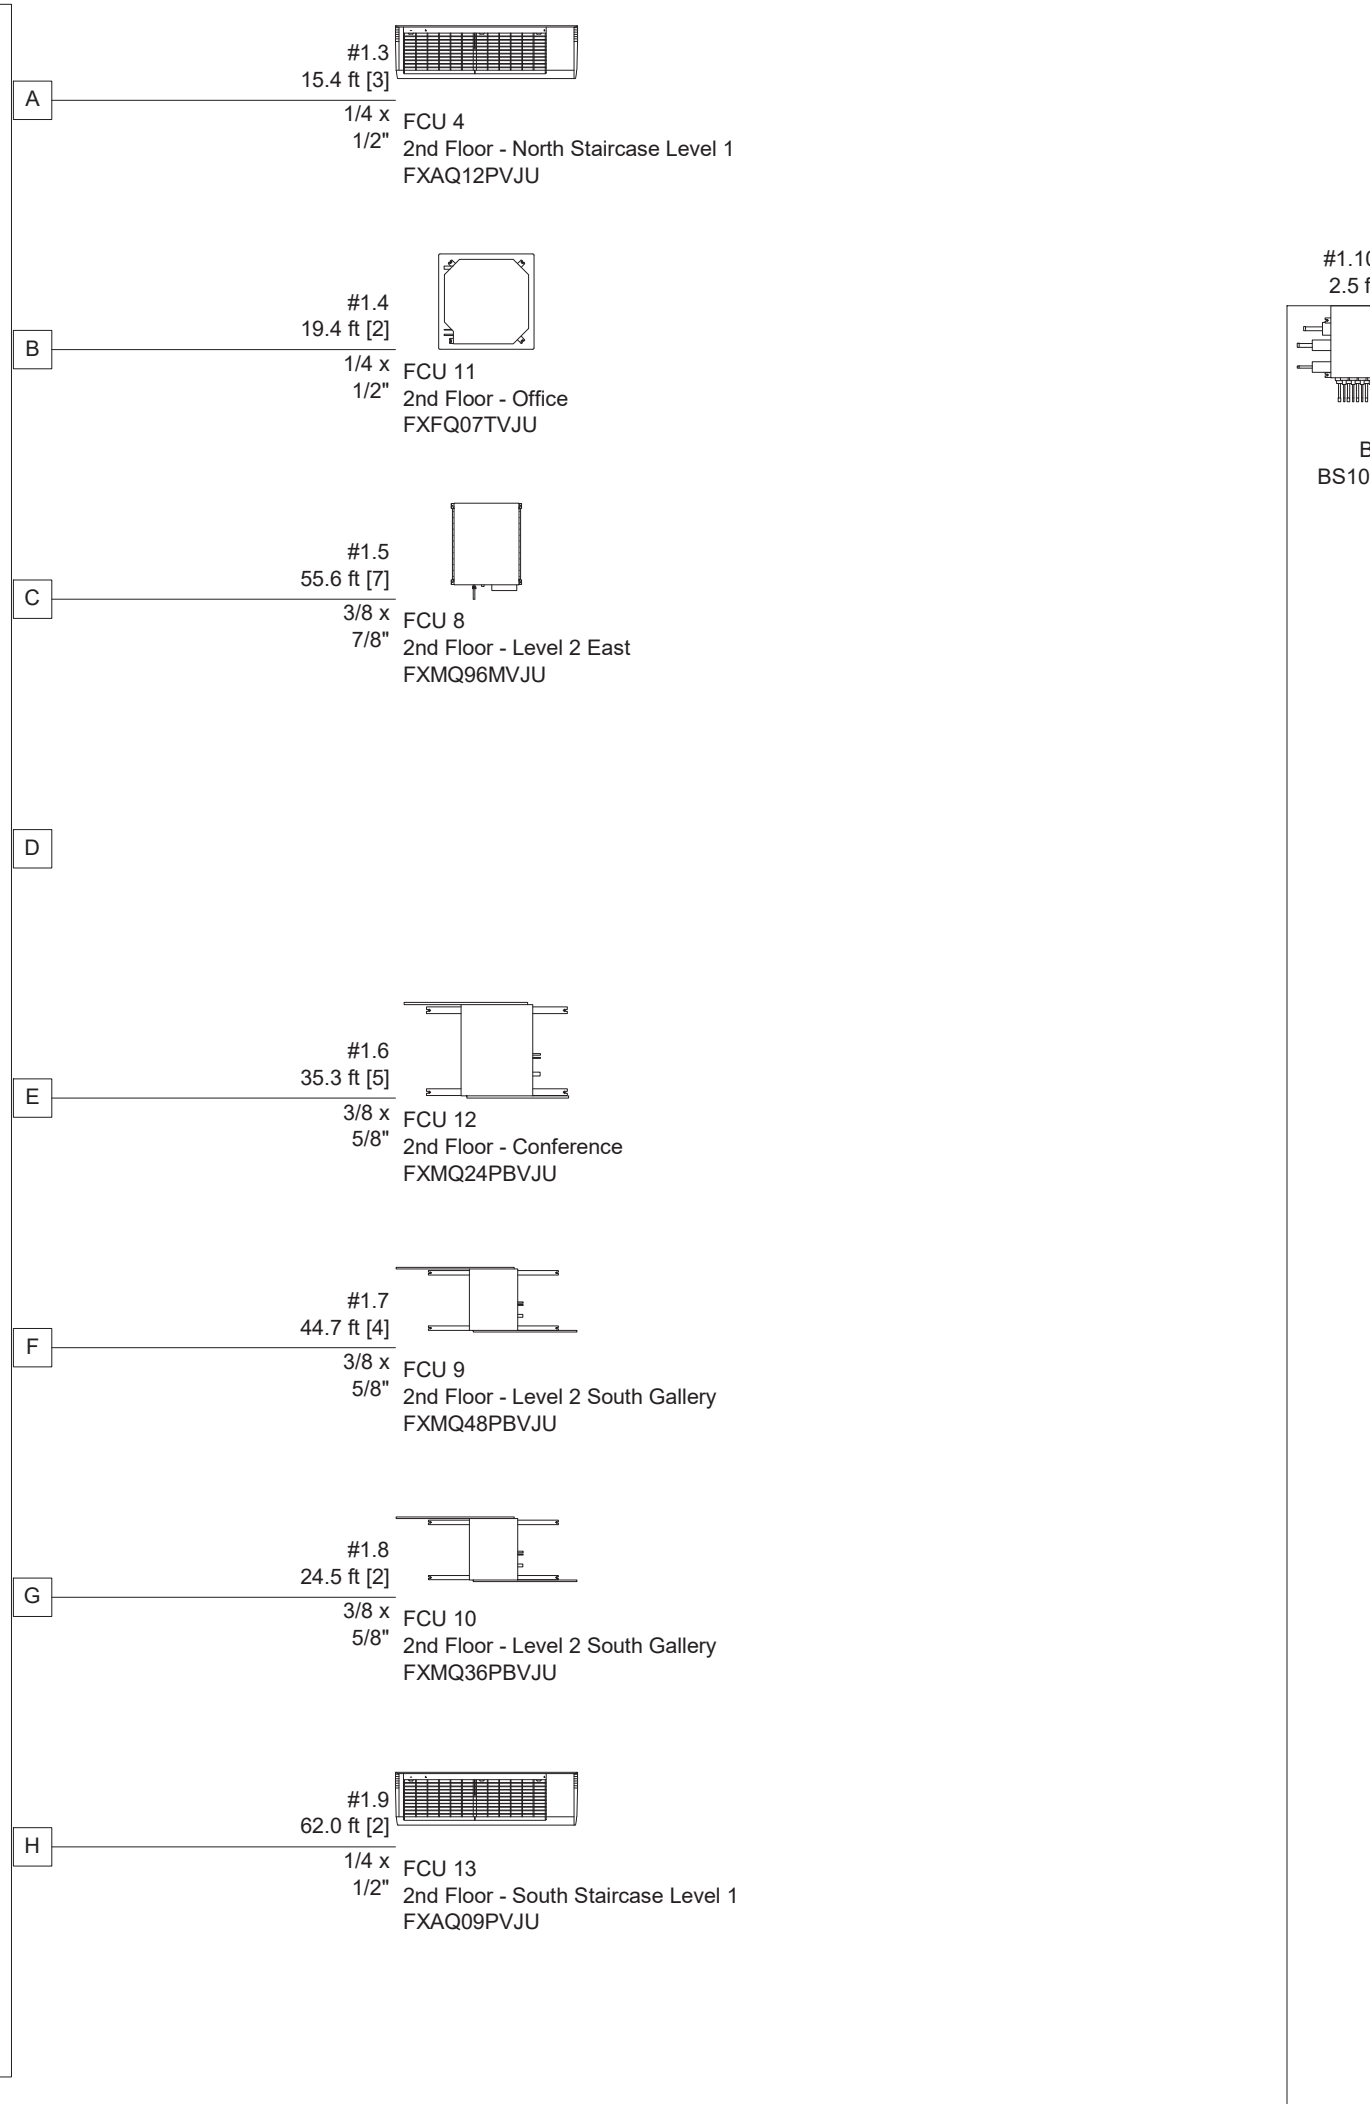 #1.3
15.4 ft [3]
A
1/4 x
1/2"
FCU 4
2nd Floor - North Staircase Level 1
FXAQ12PVJU
#1.4
19.4 ft [2]
B
1/4 x
1/2"
FCU 11
2nd Floor - Office
FXFQ07TVJU
#1.5
55.6 ft [7]
C
3/8 x
7/8"
FCU 8
2nd Floor - Level 2 East
FXMQ96MVJU
D
#1.6
35.3 ft [5]
E
3/8 x
5/8"
FCU 12
2nd Floor - Conference
FXMQ24PBVJU
#1.7
44.7 ft [4]
F
3/8 x
5/8"
FCU 9
2nd Floor - Level 2 South Gallery
FXMQ48PBVJU
#1.8
24.5 ft [2]
G
3/8 x
5/8"
FCU 10
2nd Floor - Level 2 South Gallery
FXMQ36PBVJU
#1.9
62.0 ft [2]
H
1/4 x
1/2"
FCU 13
2nd Floor - South Staircase Level 1
FXAQ09PVJU
#1.10
2.5 f
B
BS10